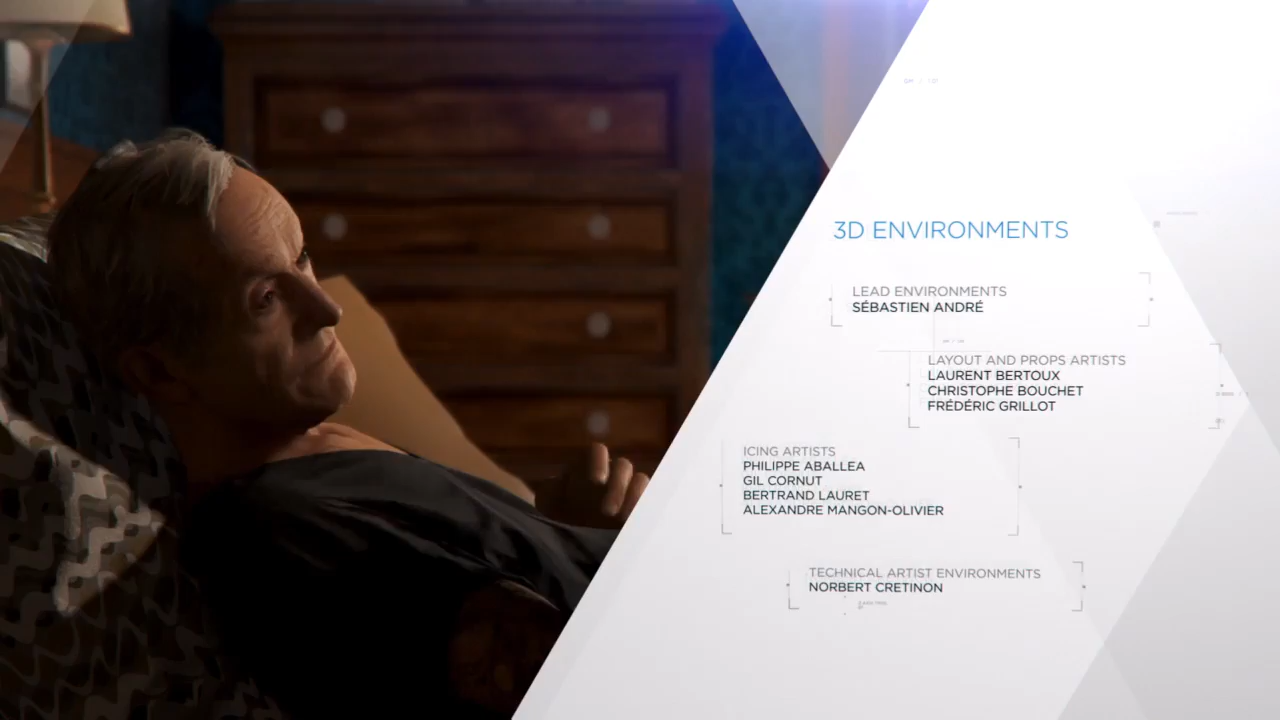 3D ENVIRONMENTS
LEAD ENVIRONMENTS
SÉBASTIEN ANDRÉ
LAYOUT AND PROPS ARTISTS
LAURENT BERTOUX
CHRISTOPHE BOUCHET
FRÉDÉRIC GRILLOT
ICING ARTISTS
PHILIPPE ABALLEA
GIL CORNUT
BERTRAND LAURET
ALEXANDRE MANGON-OLIVIER
TECHNICAL ARTIST ENVIRONMENTS
NORBERT CRETINON